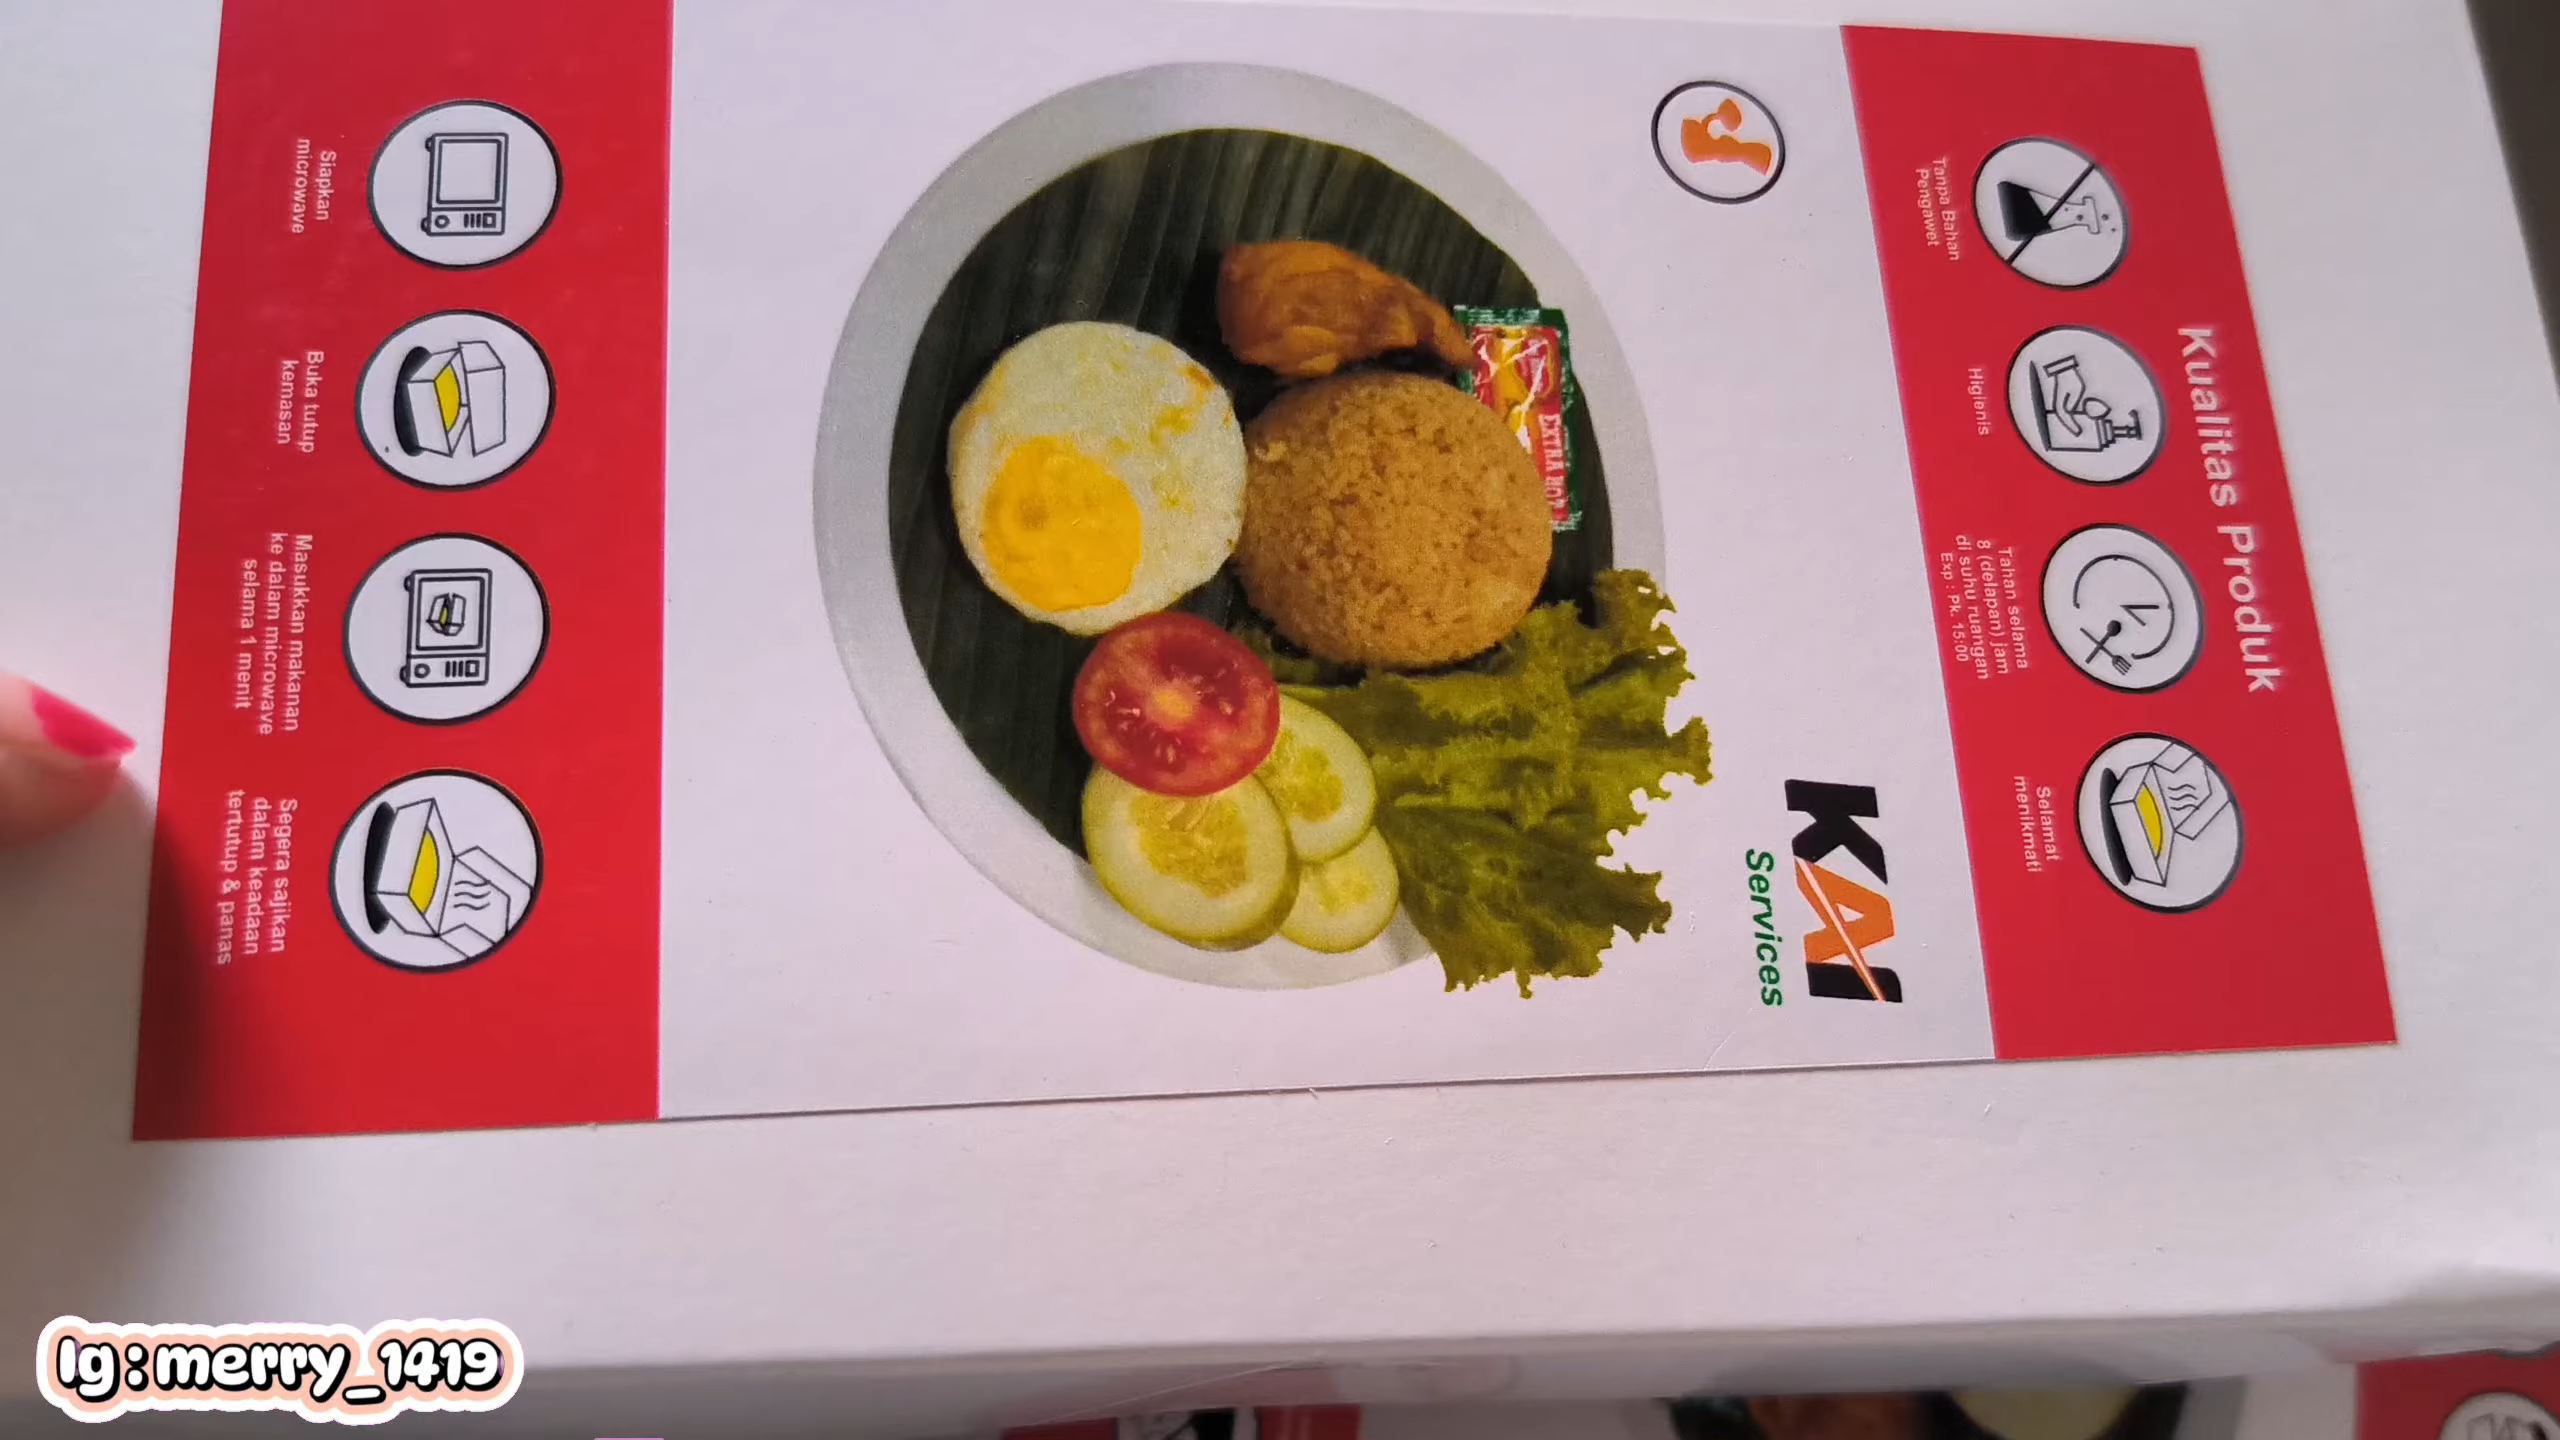 Kualitas Produk
Tanpa Bahan
Pengawet
Higienis
Tahan selama
8 (delapan) jam
di suhu ruangan
Exp : Pk. 15:00
Selamat
menikmati
KAI
Services
EXTRA HOT
Siapkan
microwave
Buka tutup
kemasan
Masukkan makanan
ke dalam microwave
selama 1 menit
Segera sajikan
dalam keadaan
tertutup & panas
Ig:merry_1419